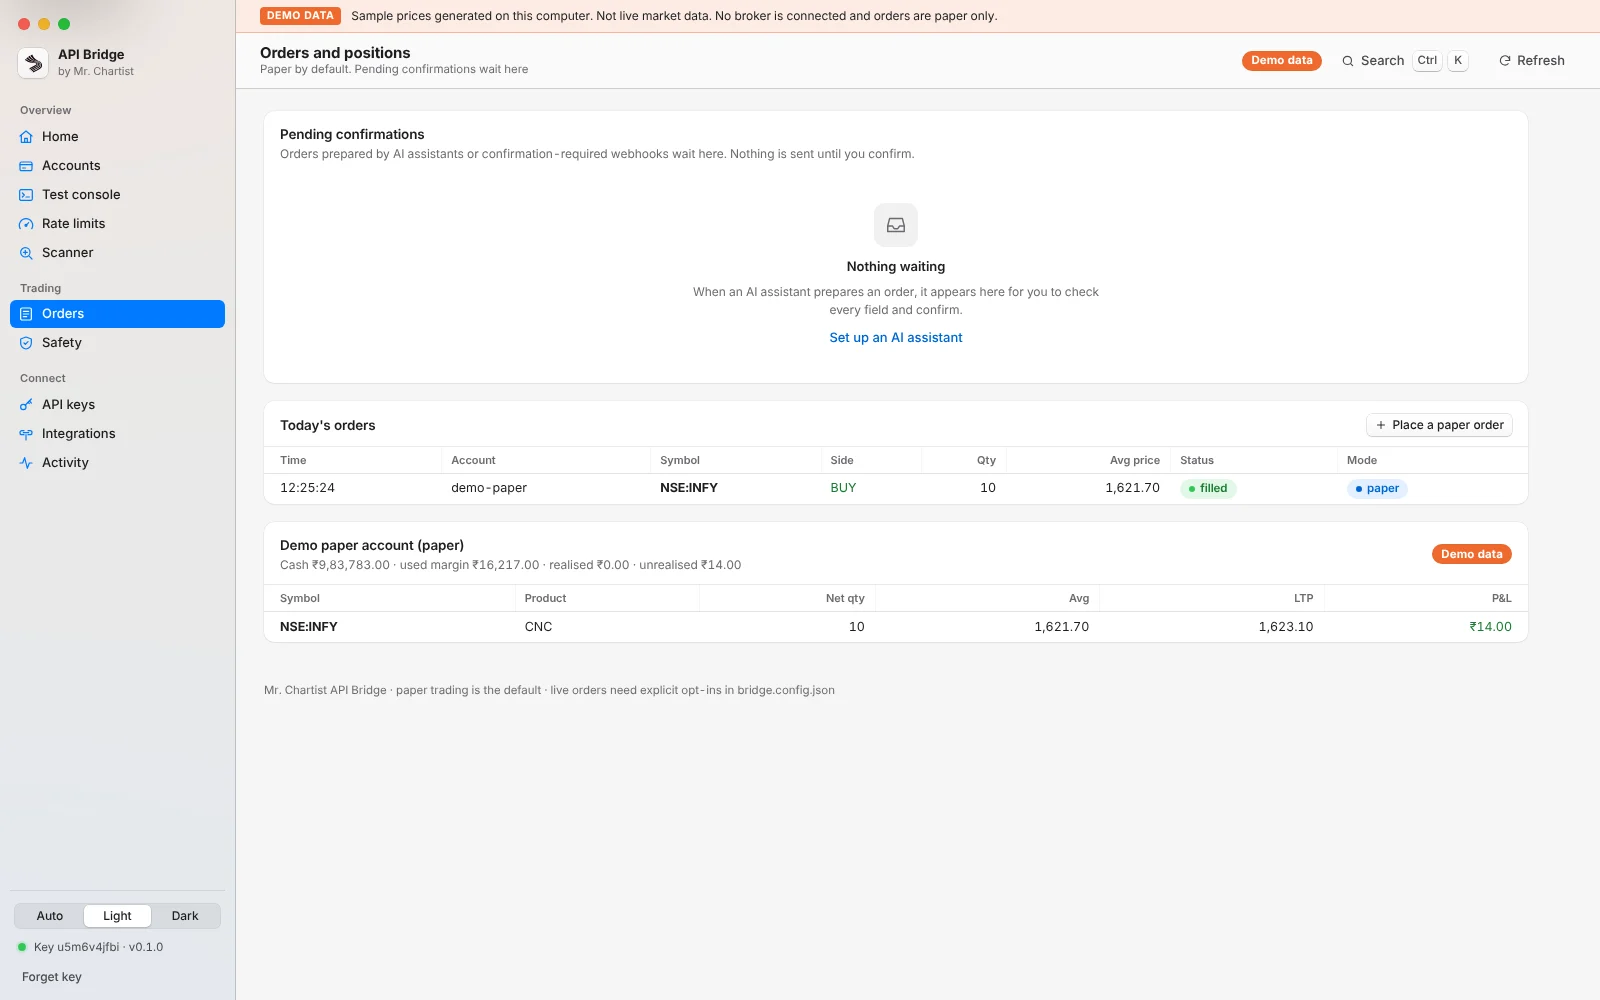 DEMO DATA Sample prices generated on this computer. Not live market data. No broker is connected and orders are paper only.
API Bridge
by Mr. Chartist
Overview
Home
Accounts
Test console
Rate limits
Scanner
Trading
Orders
Safety
Connect
API keys
Integrations
Activity
Auto Light Dark
Key u5m6v4jfbi · v0.1.0
Forget key
Orders and positions
Paper by default. Pending confirmations wait here
Demo data Search Ctrl K Refresh
Pending confirmations
Orders prepared by AI assistants or confirmation-required webhooks wait here. Nothing is sent until you confirm.
Nothing waiting
When an AI assistant prepares an order, it appears here for you to check
every field and confirm.
Set up an AI assistant
Today's orders + Place a paper order
Time Account Symbol Side Qty Avg price Status Mode
12:25:24 demo-paper NSE:INFY BUY 10 1,621.70 filled paper
Demo paper account (paper)
Cash ₹9,83,783.00 · used margin ₹16,217.00 · realised ₹0.00 · unrealised ₹14.00
Demo data
Symbol Product Net qty Avg LTP P&L
NSE:INFY CNC 10 1,621.70 1,623.10 ₹14.00
Mr. Chartist API Bridge · paper trading is the default · live orders need explicit opt-ins in bridge.config.json